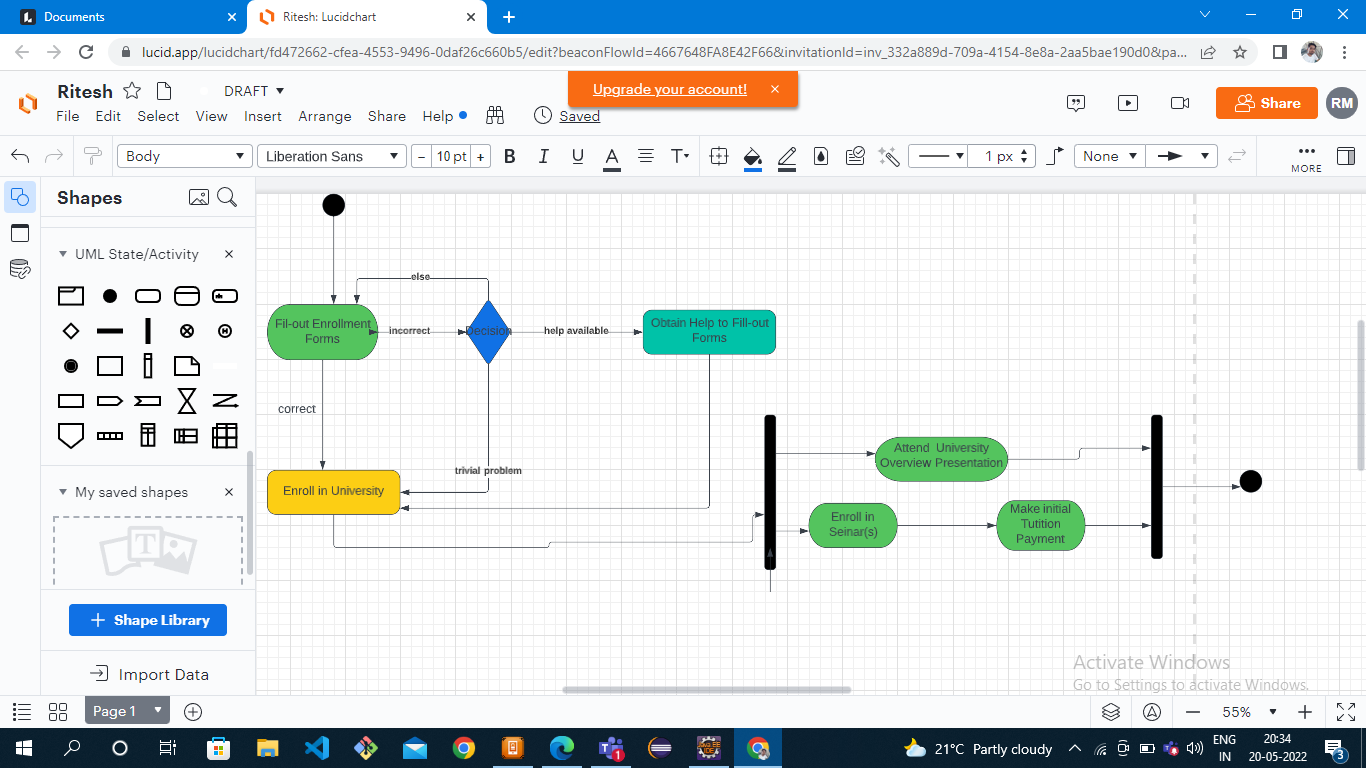 Documents
Ritesh: Lucidchart
lucid.app/lucidchart/fd472662-cfea-4553-9496-0daf26c660b5/edit?beaconFlowId=4667648FA8E42F66&invitationId=inv_332a889d-709a-4154-8e8a-2aa5bae190d0&pa...
Ritesh
DRAFT
Upgrade your account!
File Edit Select View Insert Arrange Share Help
Saved
Share
RM
Body
Liberation Sans
10 pt
B I U A T
1 px
None
MORE
Shapes
UML State/Activity
My saved shapes
T
Shape Library
Import Data
else
Fil-out Enrollment
Forms
incorrect
Decision
help available
Obtain Help to Fill-out
Forms
correct
trivial problem
Enroll in University
Attend University
Overview Presentation
Enroll in
Seinar(s)
Make initial
Tutition
Payment
Activate Windows
Go to Settings to activate Windows.
Page 1
55%
21°C Partly cloudy
ENG
IN
20:34
20-05-2022
1
3